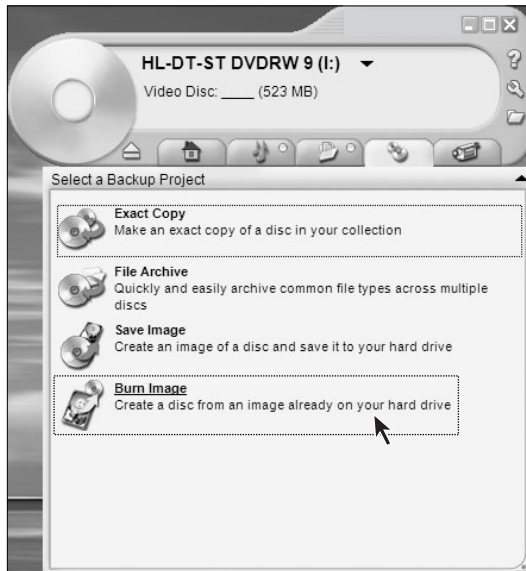 HL-DT-ST DVDRW 9 (I:)
Video Disc: ____ (523 MB)
Select a Backup Project
Exact Copy
Make an exact copy of a disc in your collection
File Archive
Quickly and easily archive common file types across multiple
discs
Save Image
Create an image of a disc and save it to your hard drive
Burn Image
Create a disc from an image already on your hard drive